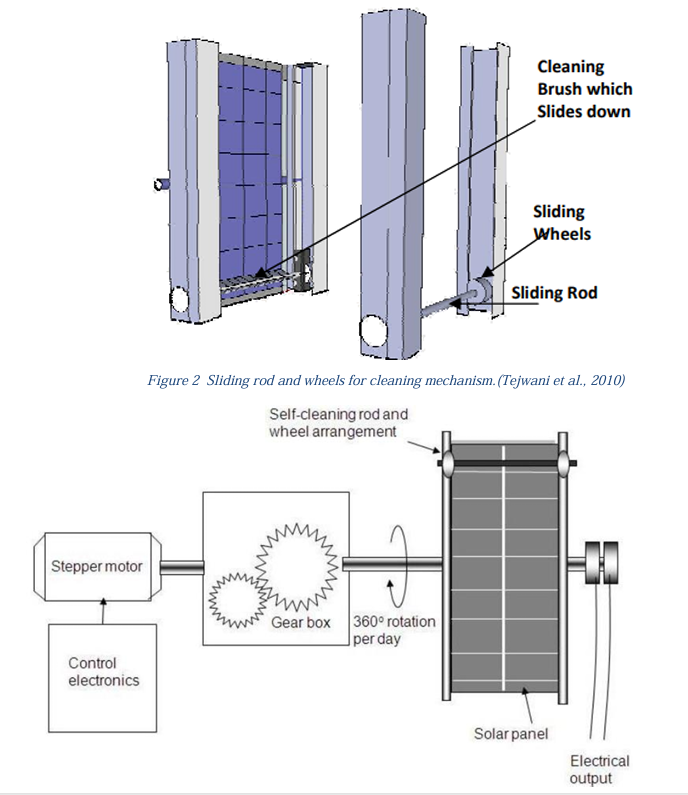 Cleaning
Brush which
Slides down
Sliding
Wheels
Sliding Rod
Figure 2  Sliding rod and wheels for cleaning mechanism.(Tejwani et al., 2010)
Self-cleaning rod and
wheel arrangement
Stepper motor
Gear box
360° rotation
per day
Control
electronics
Solar panel
Electrical
output